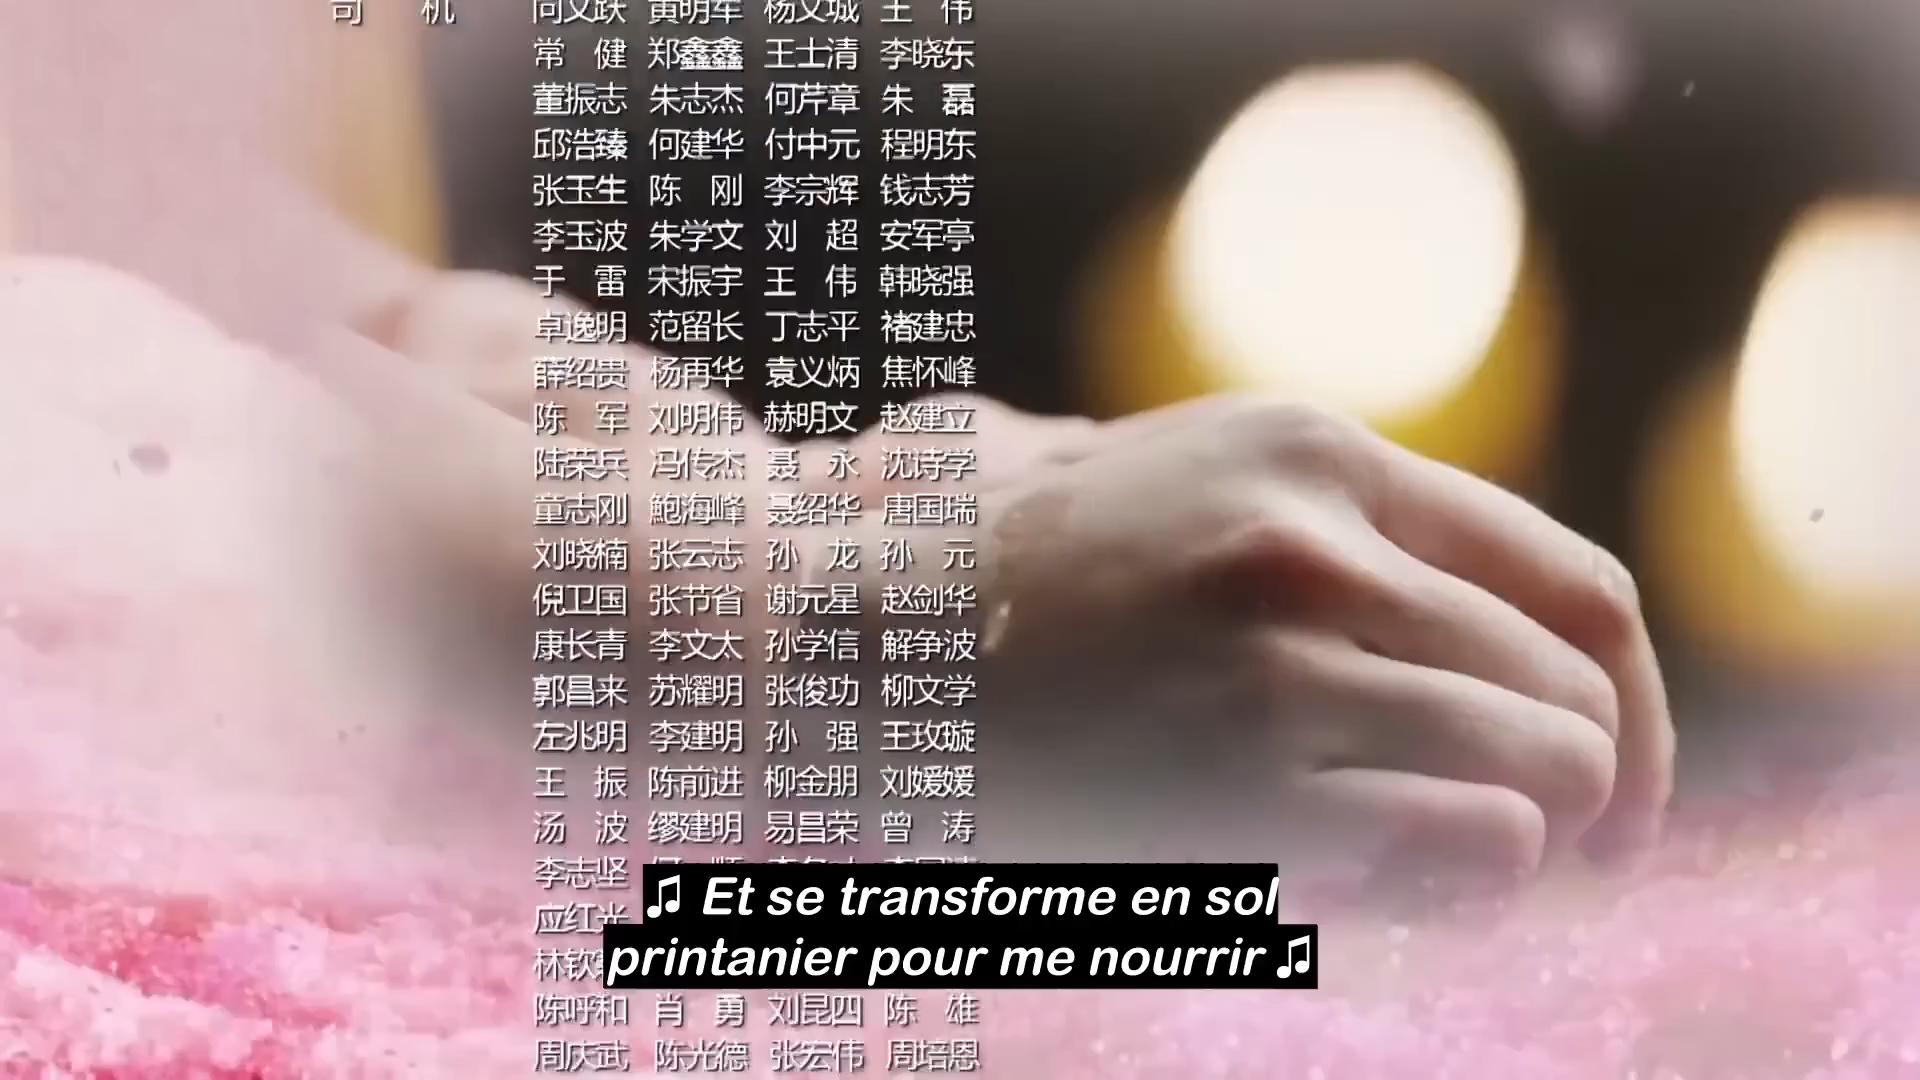 司 机 向文跃 黄明军 杨文城 王 伟
常 健 郑鑫鑫 王士清 李晓东
董振志 朱志杰 何芹章 朱 磊
邱浩臻 何建华 付中元 程明东
张玉生 陈 刚 李宗辉 钱志芳
李玉波 朱学文 刘 超 安军亭
于 雷 宋振宇 王 伟 韩晓强
卓逸明 范留长 丁志平 褚建忠
薛绍贵 杨再华 袁义炳 焦怀峰
陈 军 刘明伟 赫明文 赵建立
陆荣兵 冯传杰 聂 永 沈诗学
童志刚 鲍海峰 聂绍华 唐国瑞
刘晓楠 张云志 孙 龙 孙 元
倪卫国 张节省 谢元星 赵剑华
康长青 李文太 孙学信 解争波
郭昌来 苏耀明 张俊功 柳文学
左兆明 李建明 孙 强 王玫璇
王 振 陈前进 柳金朋 刘媛媛
汤 波 缪建明 易昌荣 曾 涛
李志坚
应红光
林钦
陈呼和 肖 勇 刘昆四 陈 雄
周庆武 陈光德 张宏伟 周培恩
♫ Et se transforme en sol
printanier pour me nourrir ♫